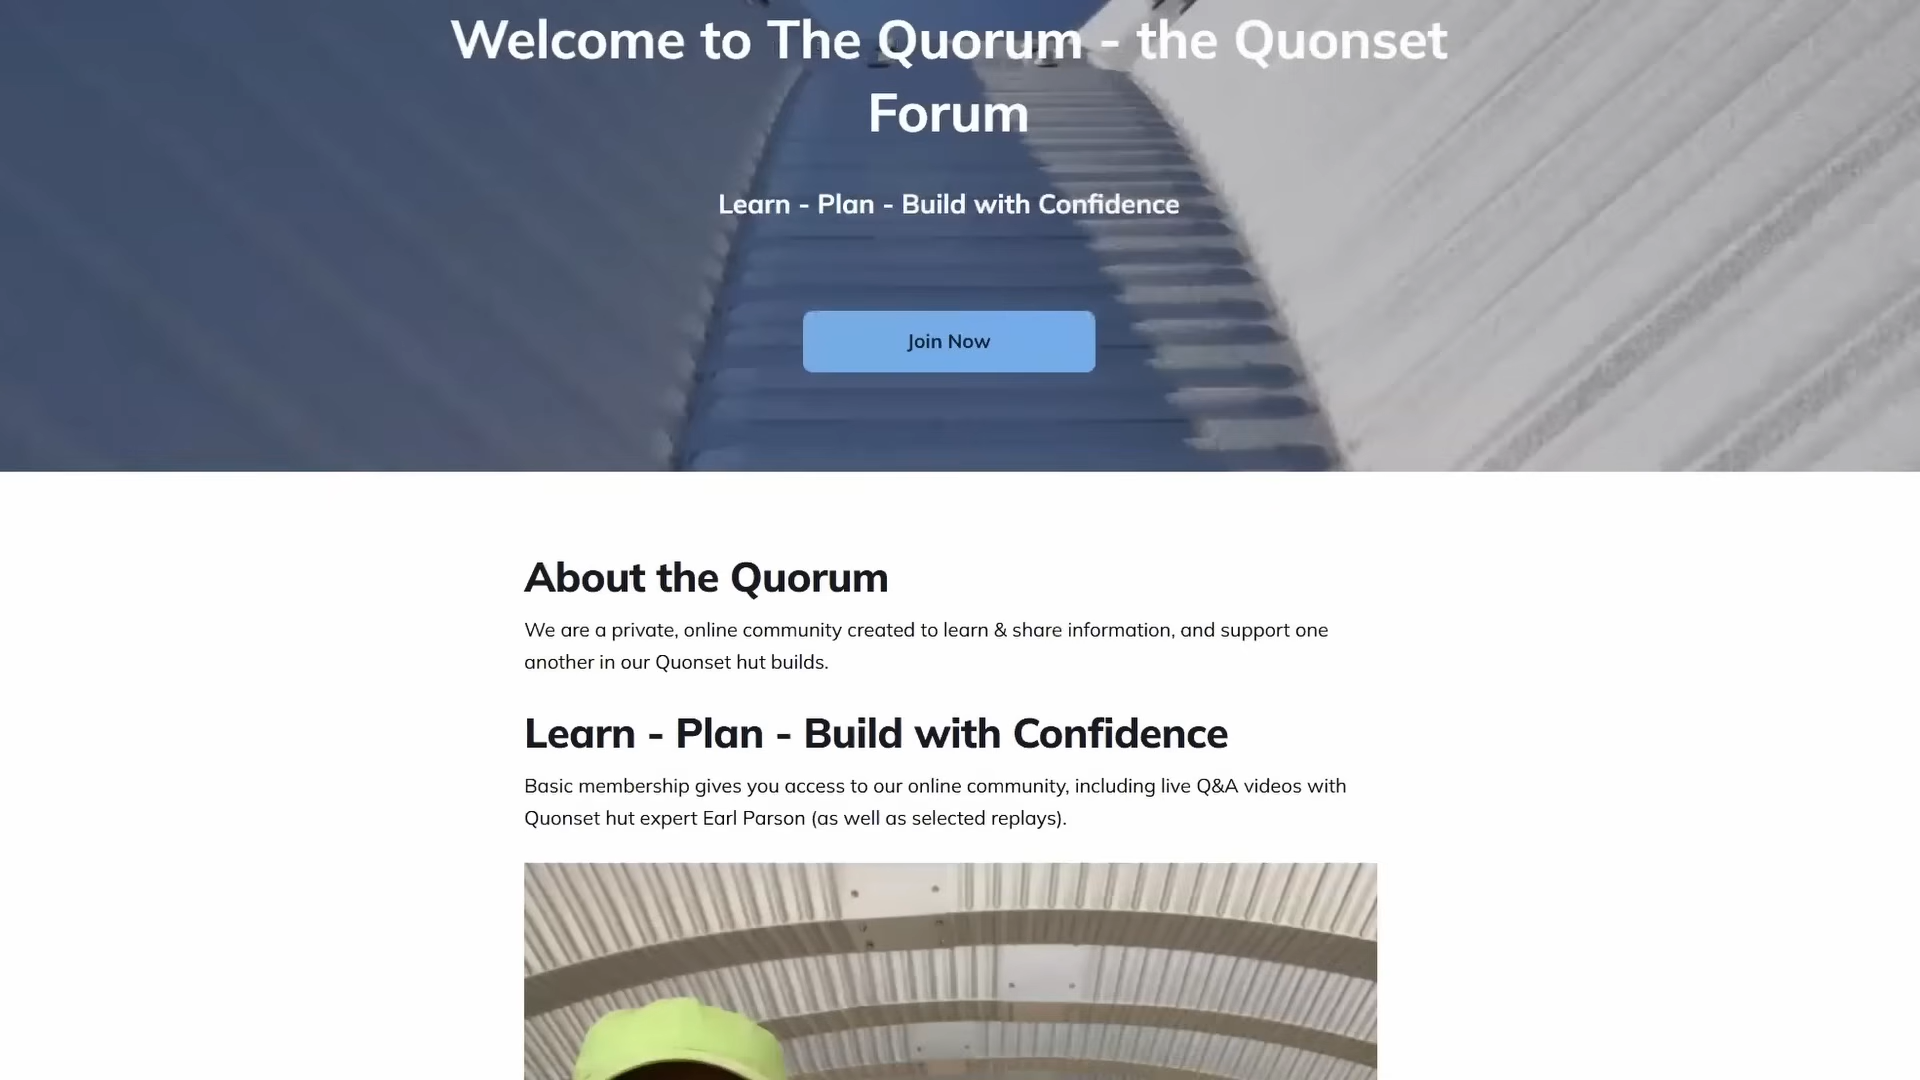 Welcome to The Quorum - the Quonset
Forum
Learn - Plan - Build with Confidence
Join Now
About the Quorum
We are a private, online community created to learn & share information, and support one
another in our Quonset hut builds.
Learn - Plan - Build with Confidence
Basic membership gives you access to our online community, including live Q&A videos with
Quonset hut expert Earl Parson (as well as selected replays).